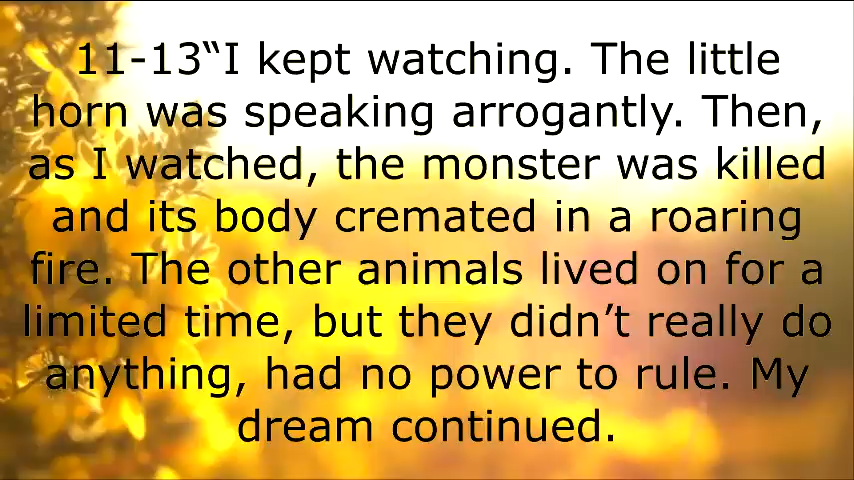 11-13“I kept watching. The little
horn was speaking arrogantly. Then,
as I watched, the monster was killed
and its body cremated in a roaring
fire. The other animals lived on for a
limited time, but they didn’t really do
anything, had no power to rule. My
dream continued.